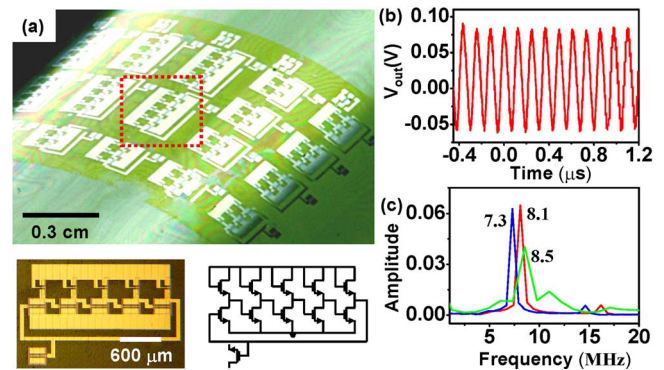 (a)
0.3 cm
600 μm
(b)
Vout(V)
0.10
0.05
0.00
-0.05
-0.4 0.0 0.4 0.8 1.2
Time (μs)
(c)
Amplitude
0.06
0.03
0.00
7.3
8.1
8.5
5 10 15 20
Frequency (MHz)